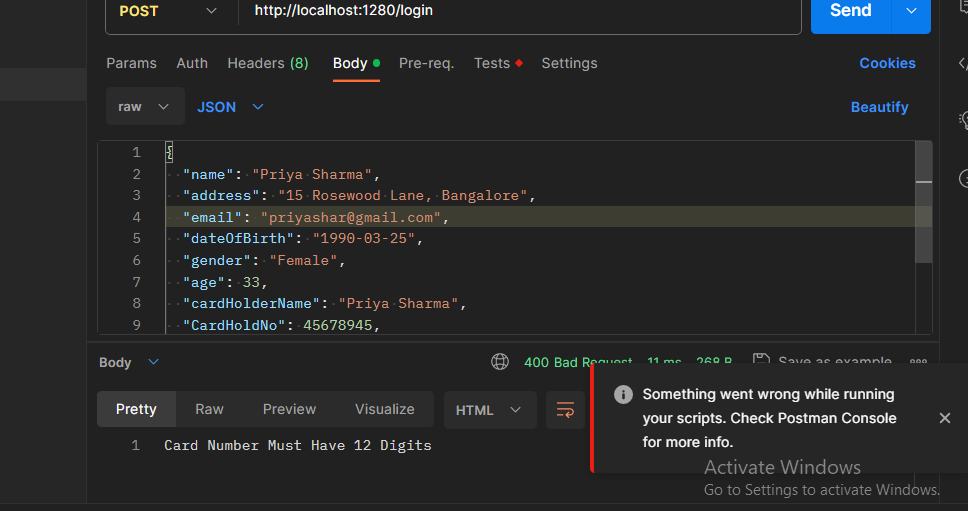 POST http://localhost:1280/login Send
Params Auth Headers (8) Body Pre-req. Tests Settings Cookies
raw JSON Beautify
1 {
2 "name": "Priya Sharma",
3 "address": "15 Rosewood Lane, Bangalore",
4 "email": "priyashar@gmail.com",
5 "dateOfBirth": "1990-03-25",
6 "gender": "Female",
7 "age": 33,
8 "cardHolderName": "Priya Sharma",
9 "CardHoldNo": 45678945,
Body 400 Bad Request 11 ms 268 B Save as example
Pretty Raw Preview Visualize HTML
1 Card Number Must Have 12 Digits
Something went wrong while running
your scripts. Check Postman Console
for more info.
Activate Windows
Go to Settings to activate Windows.